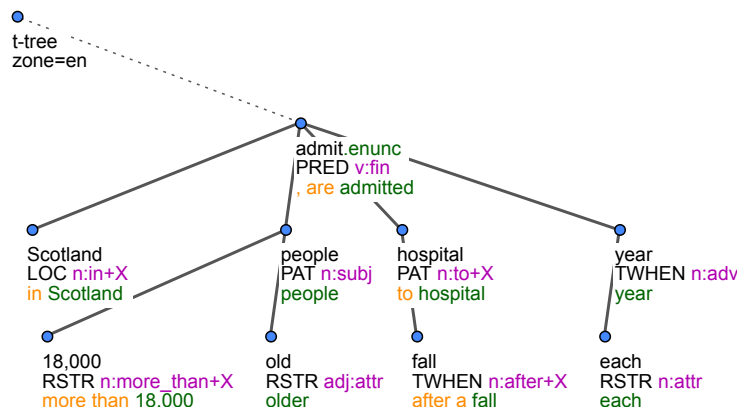 t-tree
zone=en
admit.enunc
PRED v:fin
, are admitted
Scotland
LOC n:in+X
in Scotland
people
PAT n:subj
people
hospital
PAT n:to+X
to hospital
year
TWHEN n:adv
year
18,000
RSTR n:more_than+X
more than 18,000
old
RSTR adj:attr
older
fall
TWHEN n:after+X
after a fall
each
RSTR n:attr
each